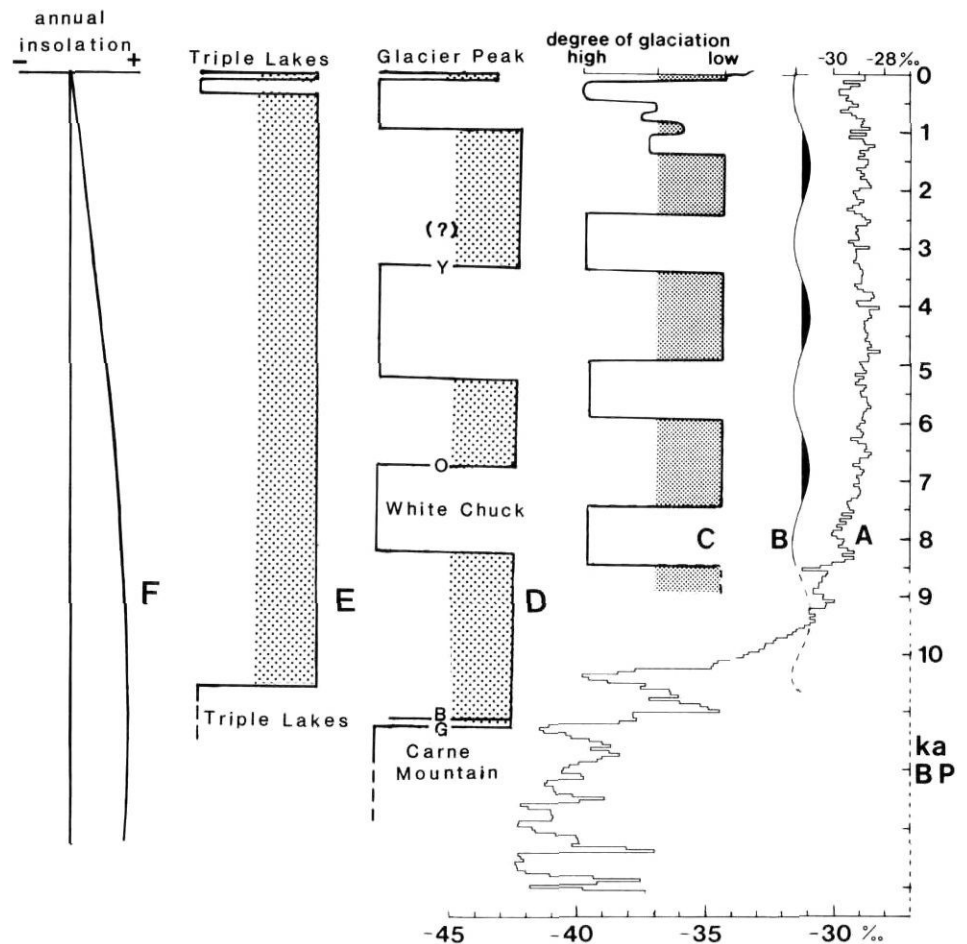 annual
insolation
- +
Triple Lakes
Glacier Peak
degree of glaciation
high low
-30 -28 ‰
0
1
2
3
4
5
6
7
8
9
10
ka
BP
(?)
Y
O
White Chuck
B
G
Carne
Mountain
Triple Lakes
F
E
D
C
B
A
-45 -40 -35 -30 ‰